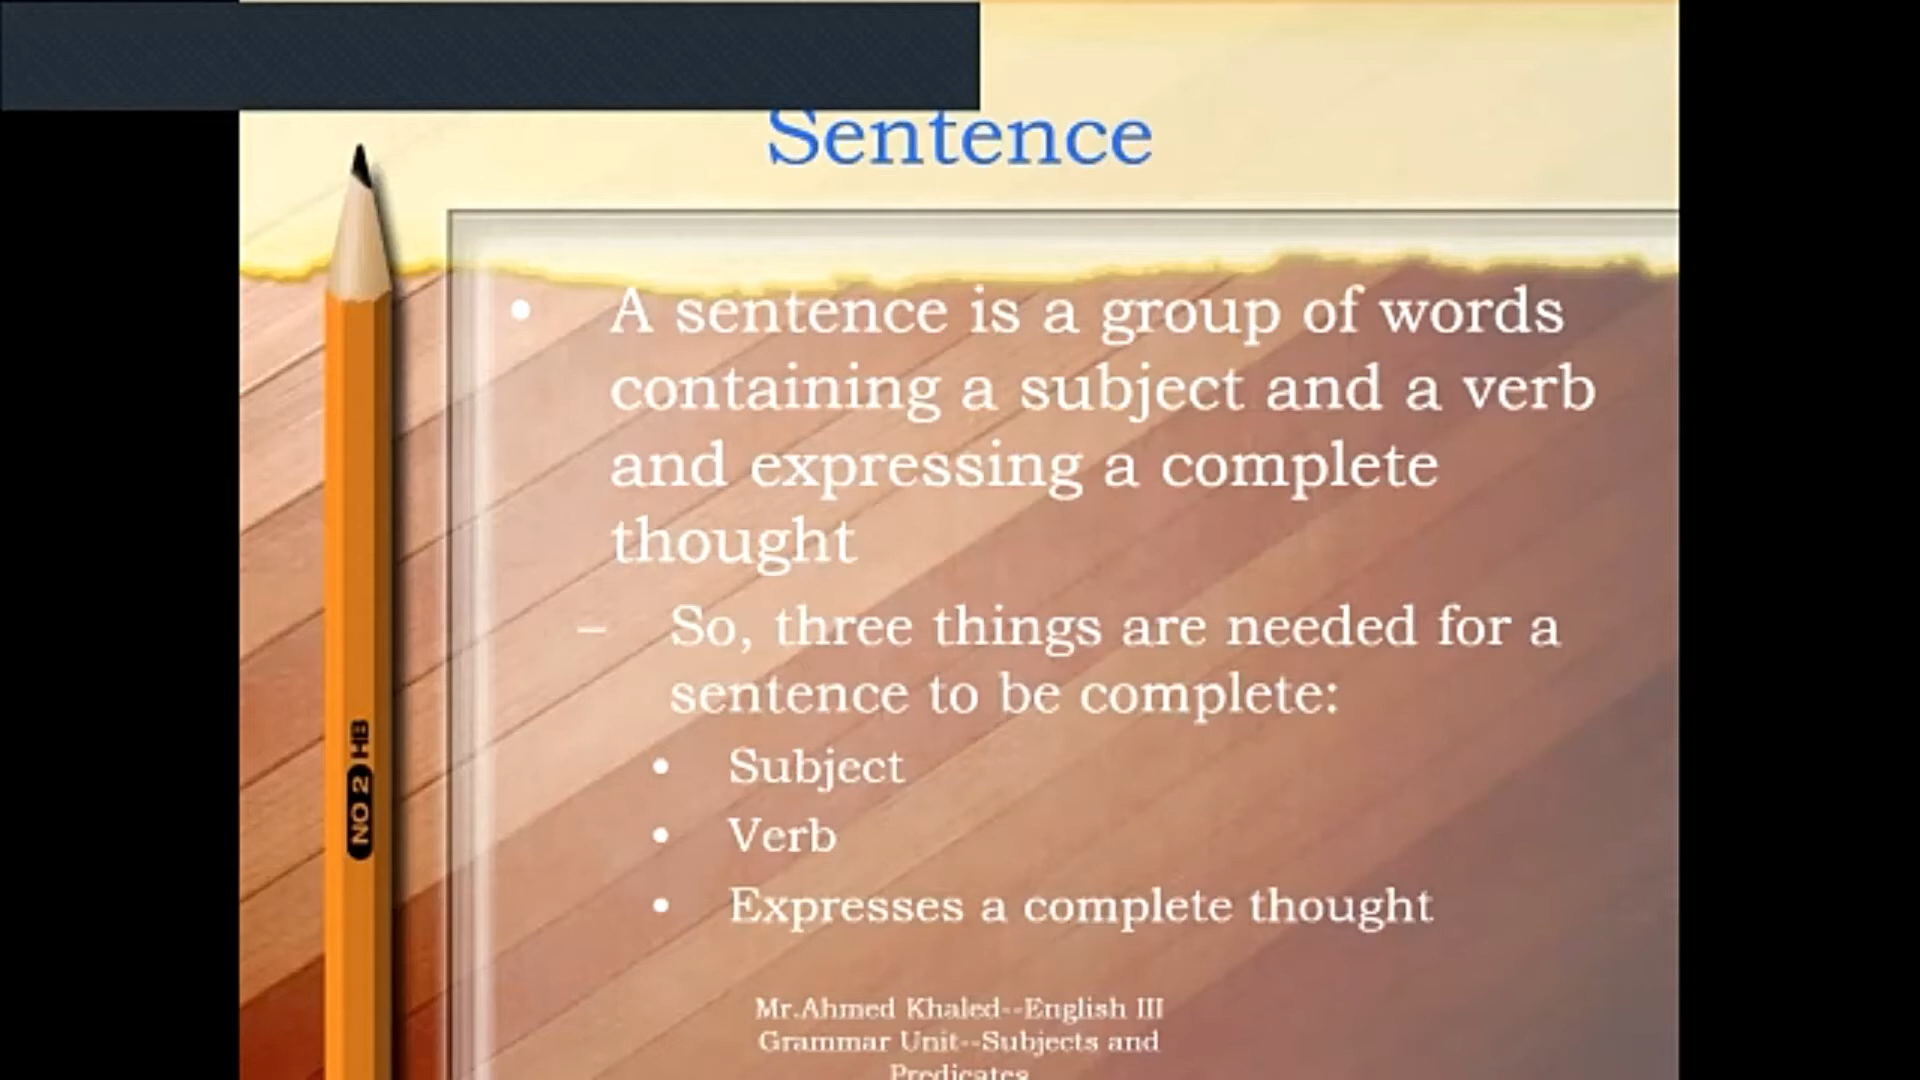 Sentence
• A sentence is a group of words
containing a subject and a verb
and expressing a complete
thought
– So, three things are needed for a
sentence to be complete:
• Subject
• Verb
• Expresses a complete thought
NO 2 HB
Mr.Ahmed Khaled--English III
Grammar Unit--Subjects and
Predicates